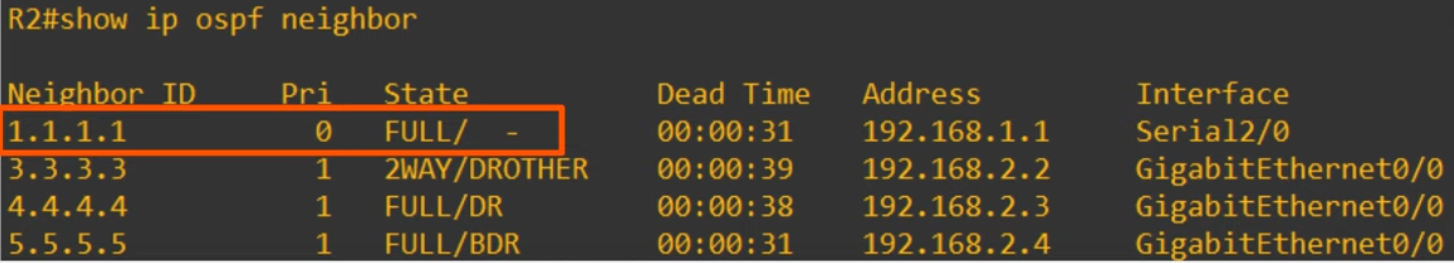 R2#show ip ospf neighbor
Neighbor ID Pri State Dead Time Address Interface
1.1.1.1 0 FULL/ - 00:00:31 192.168.1.1 Serial2/0
3.3.3.3 1 2WAY/DROTHER 00:00:39 192.168.2.2 GigabitEthernet0/0
4.4.4.4 1 FULL/DR 00:00:38 192.168.2.3 GigabitEthernet0/0
5.5.5.5 1 FULL/BDR 00:00:31 192.168.2.4 GigabitEthernet0/0